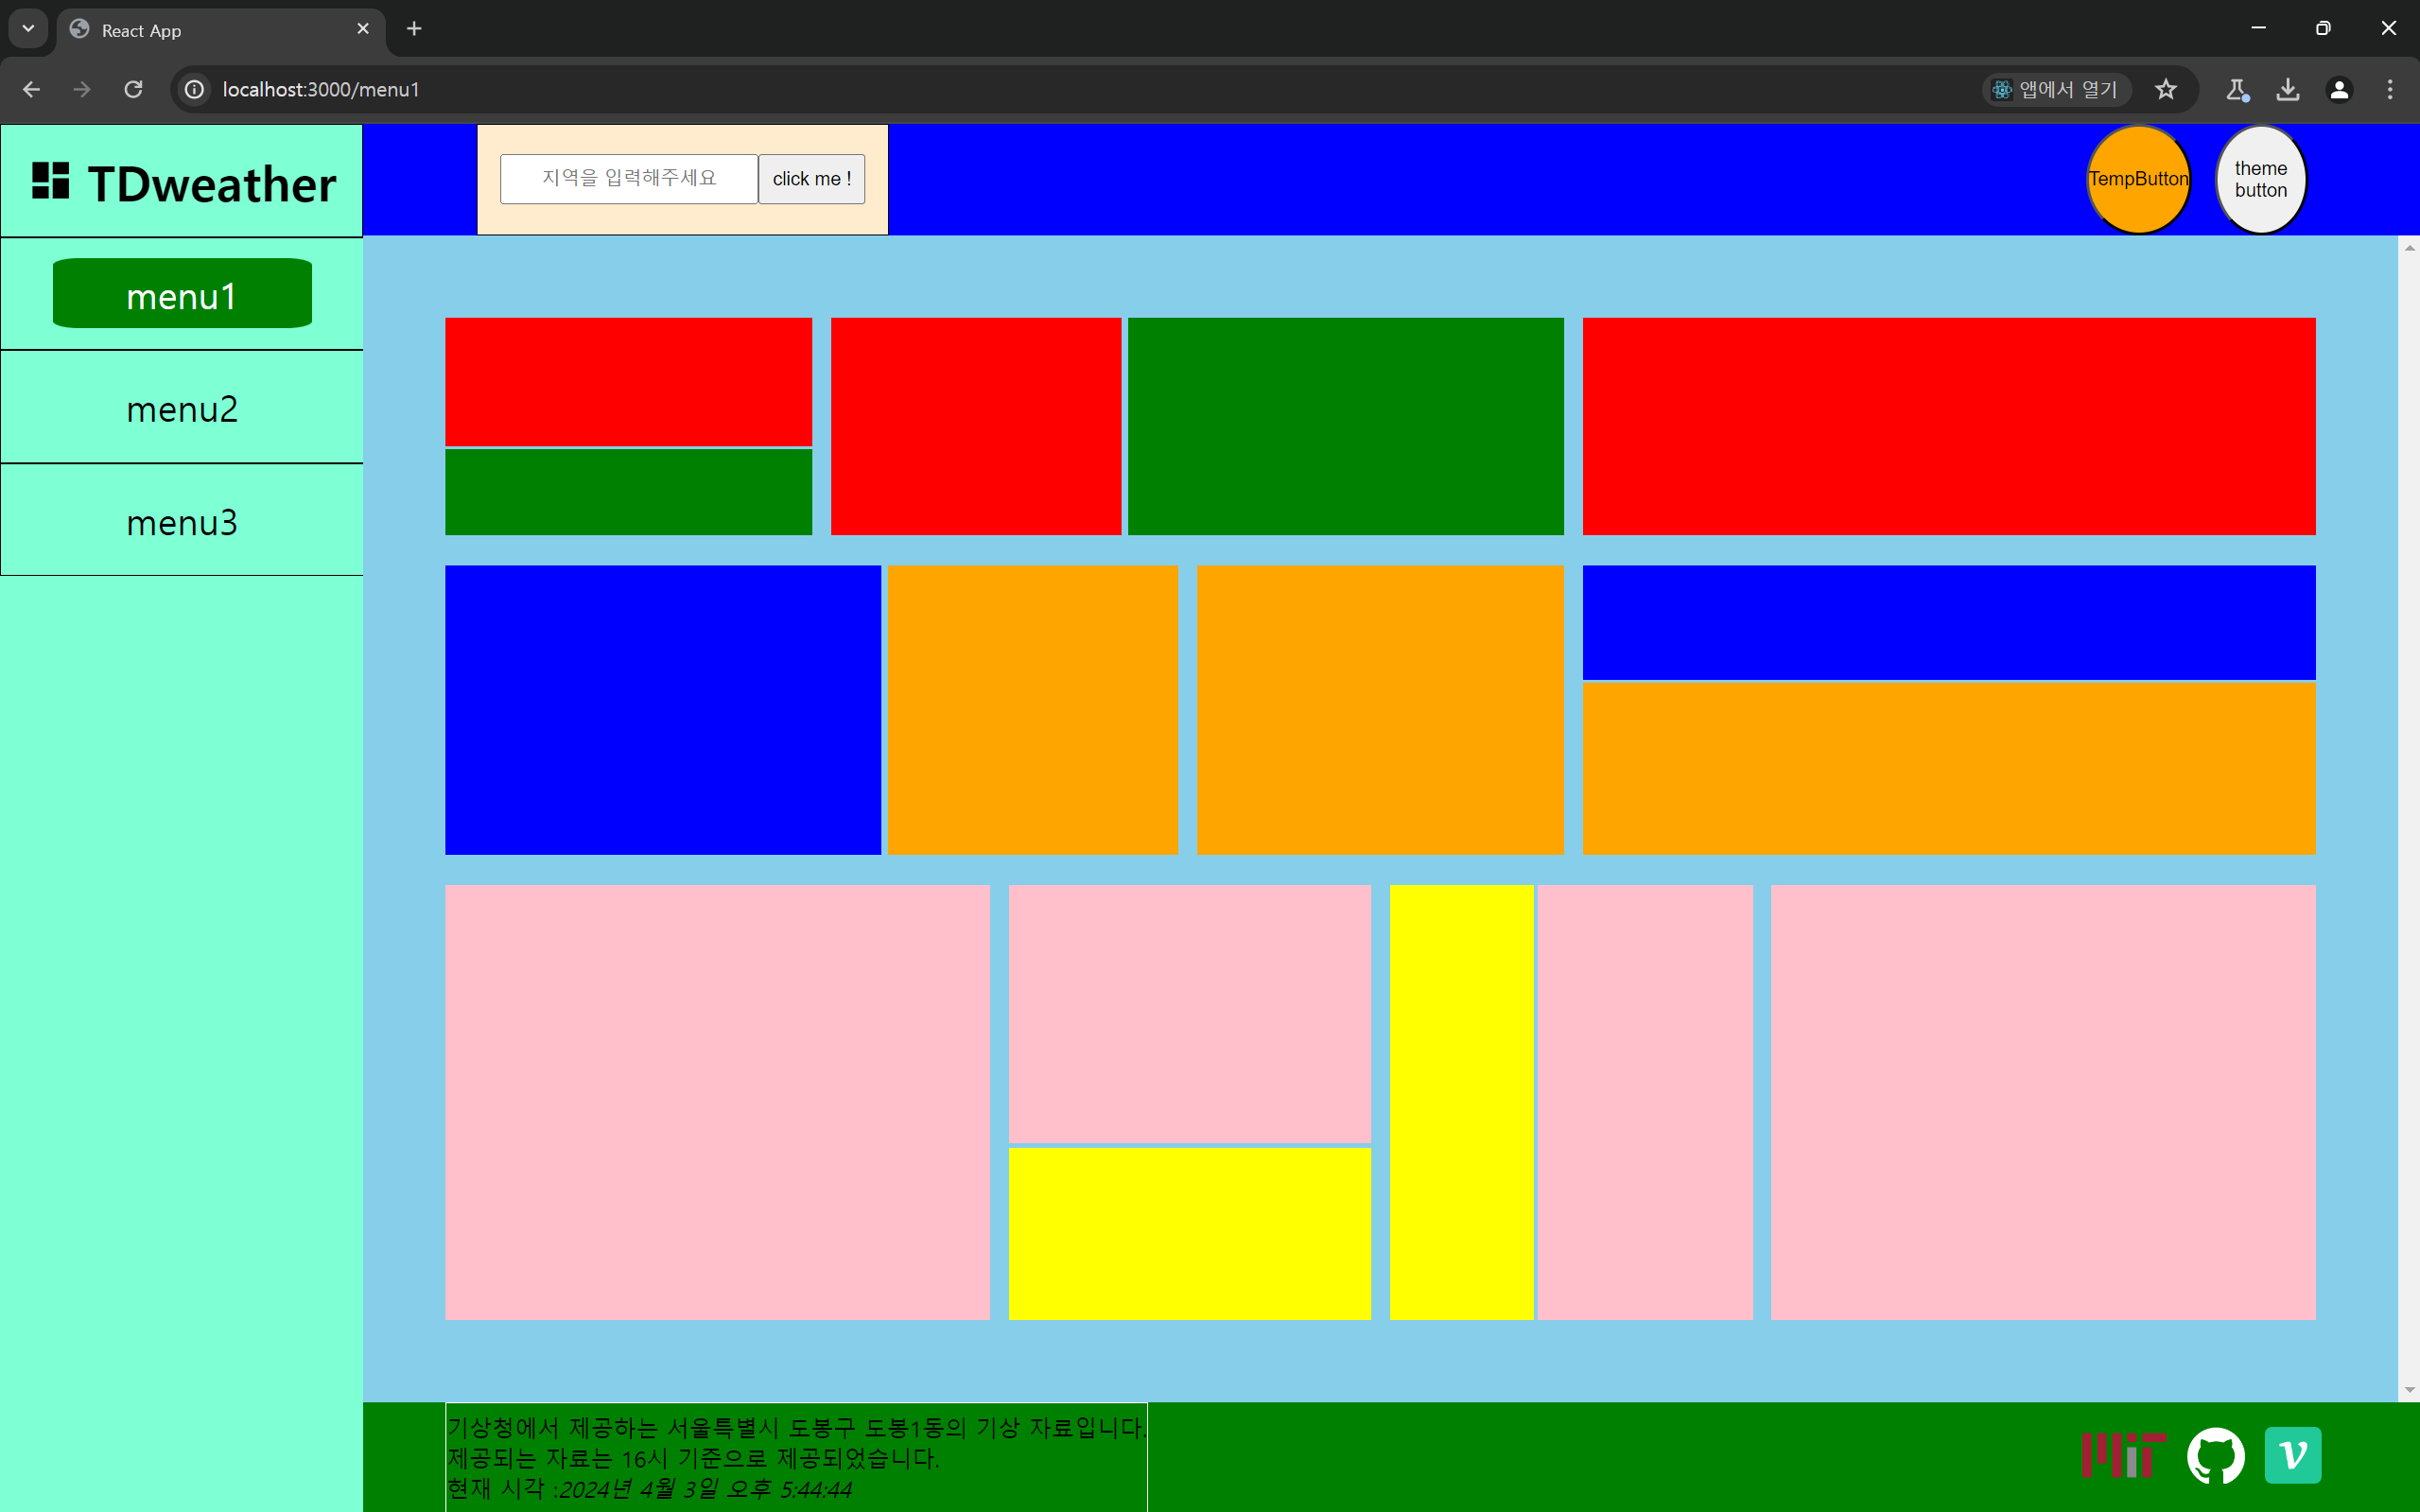 React App
localhost:3000/menu1
앱에서 열기
TDweather
지역을 입력해주세요
click me !
TempButton
theme
button
menu1
menu2
menu3
기상청에서 제공하는 서울특별시 도봉구 도봉1동의 기상 자료입니다.
제공되는 자료는 16시 기준으로 제공되었습니다.
현재 시각 :2024년 4월 3일 오후 5:44:44
MiT
v